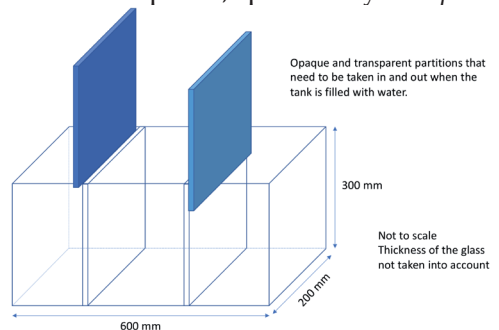 Opaque and transparent partitions that
need to be taken in and out when the
tank is filled with water.
300 mm
Not to scale
Thickness of the glass
not taken into account
200 mm
600 mm